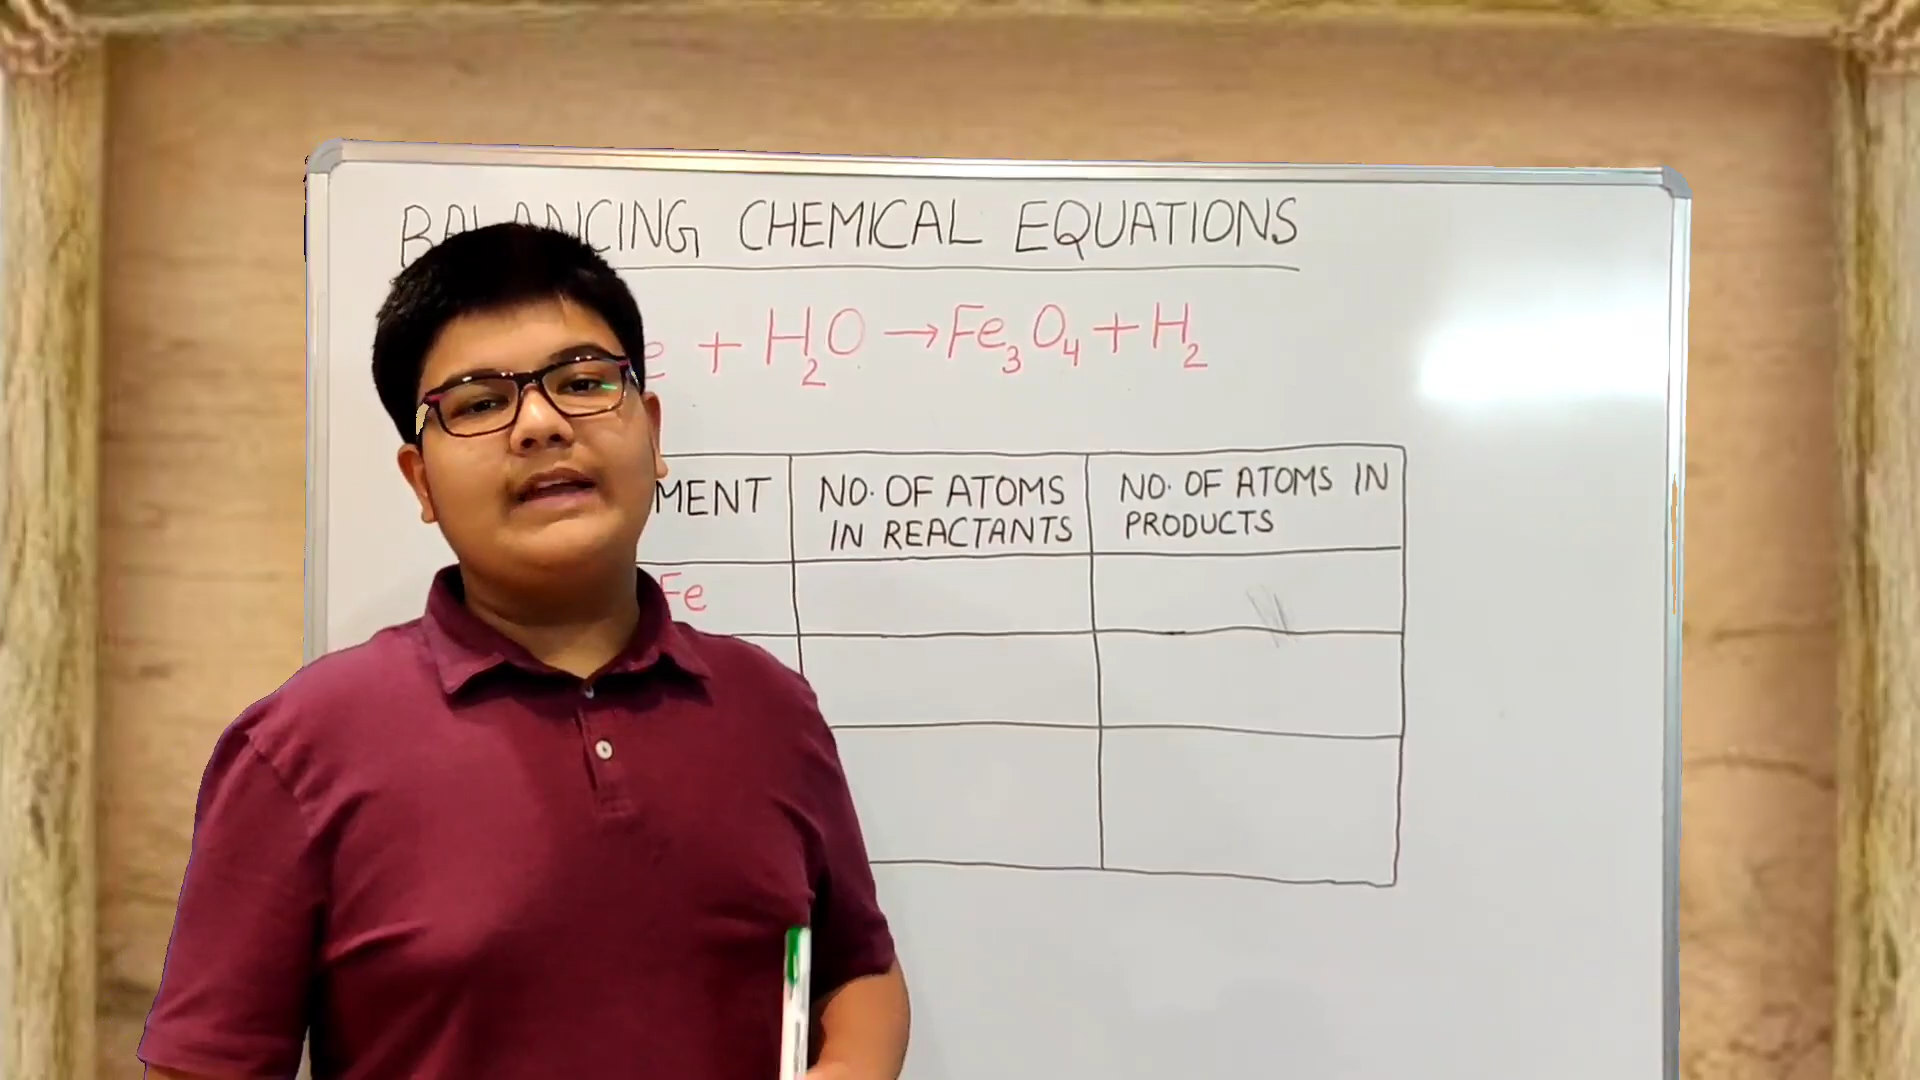 BALANCING CHEMICAL EQUATIONS
e + H₂O → Fe₃O₄ + H₂
MENT
NO. OF ATOMS
IN REACTANTS
NO. OF ATOMS IN
PRODUCTS
Fe